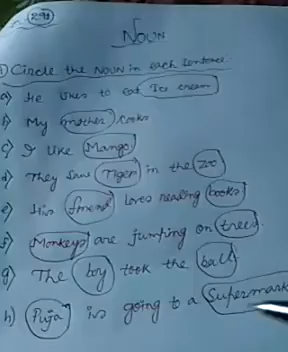 291
NOUN
1) Circle the NOUN in each sentence.
a) He likes to eat Ice cream
b) My mother cooks
c) I like Mango
d) They saw Tiger in the zoo
e) His friend loves reading books
f) Monkeys are jumping on trees.
g) The boy took the ball
h) Puja is going to a Supermark